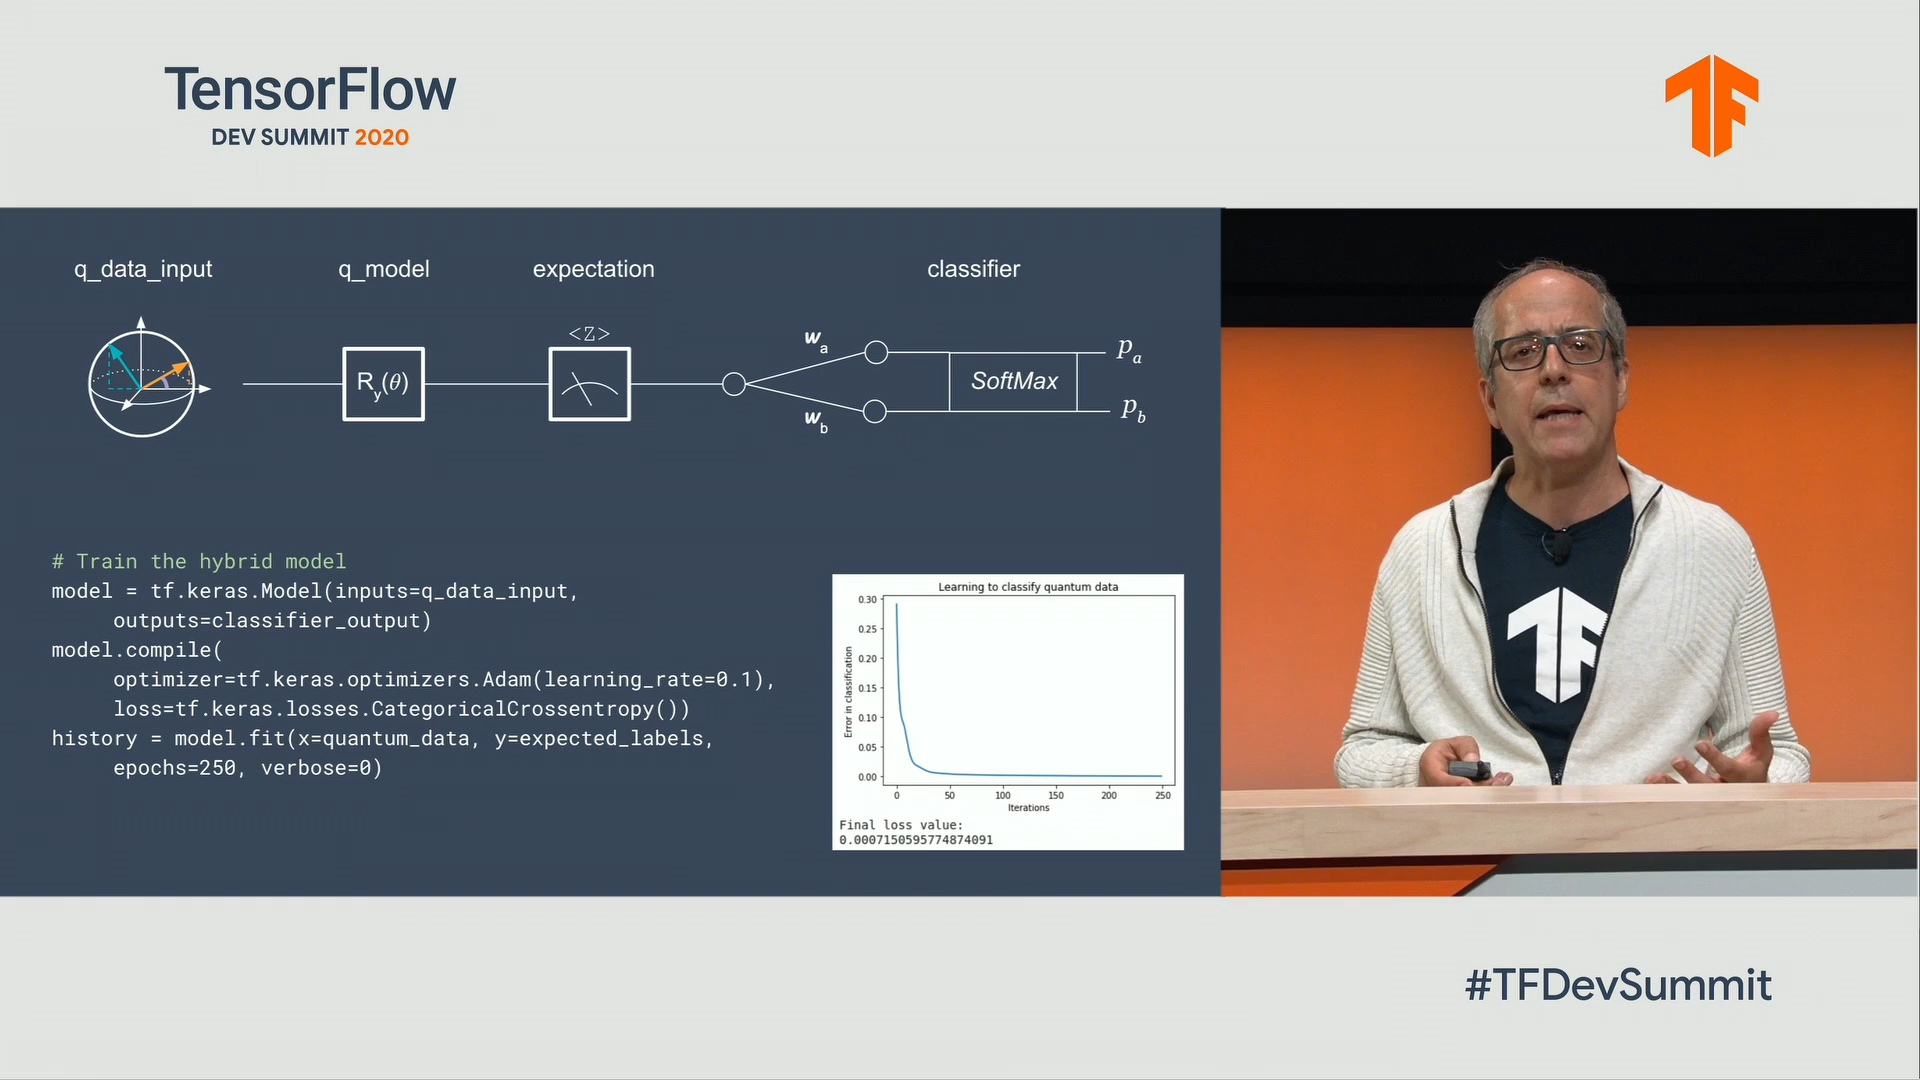 TensorFlow
DEV SUMMIT 2020
q_data_input
q_model
expectation
classifier
<Z>
R_y(θ)
w_a
w_b
SoftMax
p_a
p_b
# Train the hybrid model
model = tf.keras.Model(inputs=q_data_input,
outputs=classifier_output)
model.compile(
optimizer=tf.keras.optimizers.Adam(learning_rate=0.1),
loss=tf.keras.losses.CategoricalCrossentropy())
history = model.fit(x=quantum_data, y=expected_labels,
epochs=250, verbose=0)
Learning to classify quantum data
Error in classification
0.30
0.25
0.20
0.15
0.10
0.05
0.00
0 50 100 150 200 250
Iterations
Final loss value:
0.0007150595774874091
#TFDevSummit